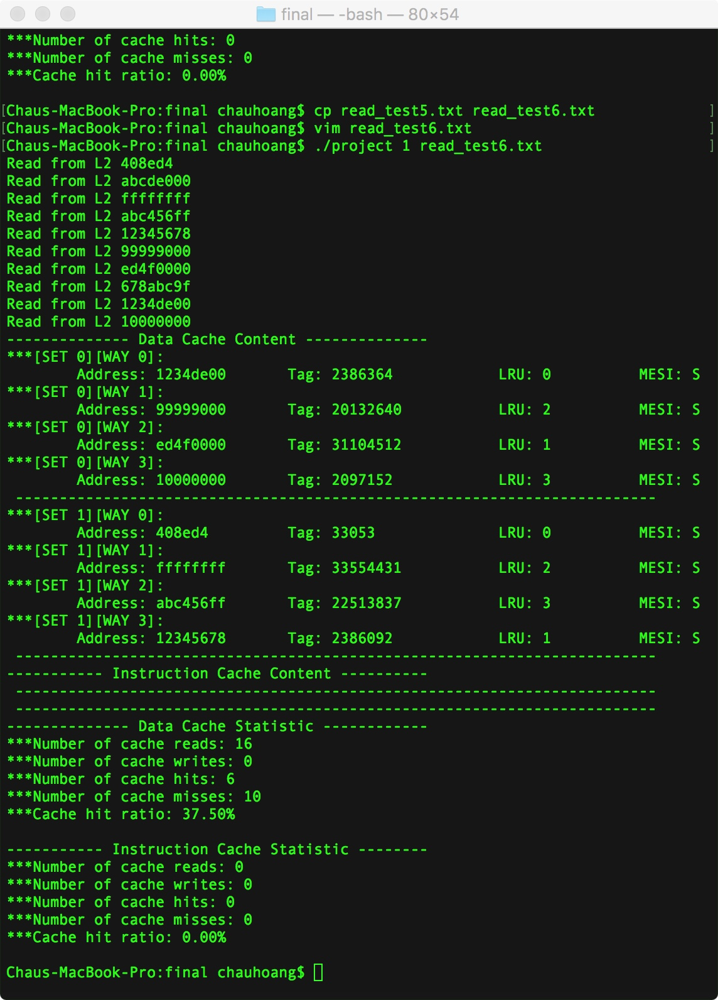 final — -bash — 80×54
***Number of cache hits: 0
***Number of cache misses: 0
***Cache hit ratio: 0.00%
[Chaus-MacBook-Pro:final chauhoang$ cp read_test5.txt read_test6.txt ]
[Chaus-MacBook-Pro:final chauhoang$ vim read_test6.txt ]
[Chaus-MacBook-Pro:final chauhoang$ ./project 1 read_test6.txt ]
Read from L2 408ed4
Read from L2 abcde000
Read from L2 ffffffff
Read from L2 abc456ff
Read from L2 12345678
Read from L2 99999000
Read from L2 ed4f0000
Read from L2 678abc9f
Read from L2 1234de00
Read from L2 10000000
-------------- Data Cache Content --------------
***[SET 0][WAY 0]:
Address: 1234de00 Tag: 2386364 LRU: 0 MESI: S
***[SET 0][WAY 1]:
Address: 99999000 Tag: 20132640 LRU: 2 MESI: S
***[SET 0][WAY 2]:
Address: ed4f0000 Tag: 31104512 LRU: 1 MESI: S
***[SET 0][WAY 3]:
Address: 10000000 Tag: 2097152 LRU: 3 MESI: S
-------------------------------------------------------------------------
***[SET 1][WAY 0]:
Address: 408ed4 Tag: 33053 LRU: 0 MESI: S
***[SET 1][WAY 1]:
Address: ffffffff Tag: 33554431 LRU: 2 MESI: S
***[SET 1][WAY 2]:
Address: abc456ff Tag: 22513837 LRU: 3 MESI: S
***[SET 1][WAY 3]:
Address: 12345678 Tag: 2386092 LRU: 1 MESI: S
-------------------------------------------------------------------------
----------- Instruction Cache Content ----------
-------------------------------------------------------------------------
-------------------------------------------------------------------------
-------------- Data Cache Statistic ------------
***Number of cache reads: 16
***Number of cache writes: 0
***Number of cache hits: 6
***Number of cache misses: 10
***Cache hit ratio: 37.50%
----------- Instruction Cache Statistic --------
***Number of cache reads: 0
***Number of cache writes: 0
***Number of cache hits: 0
***Number of cache misses: 0
***Cache hit ratio: 0.00%
Chaus-MacBook-Pro:final chauhoang$